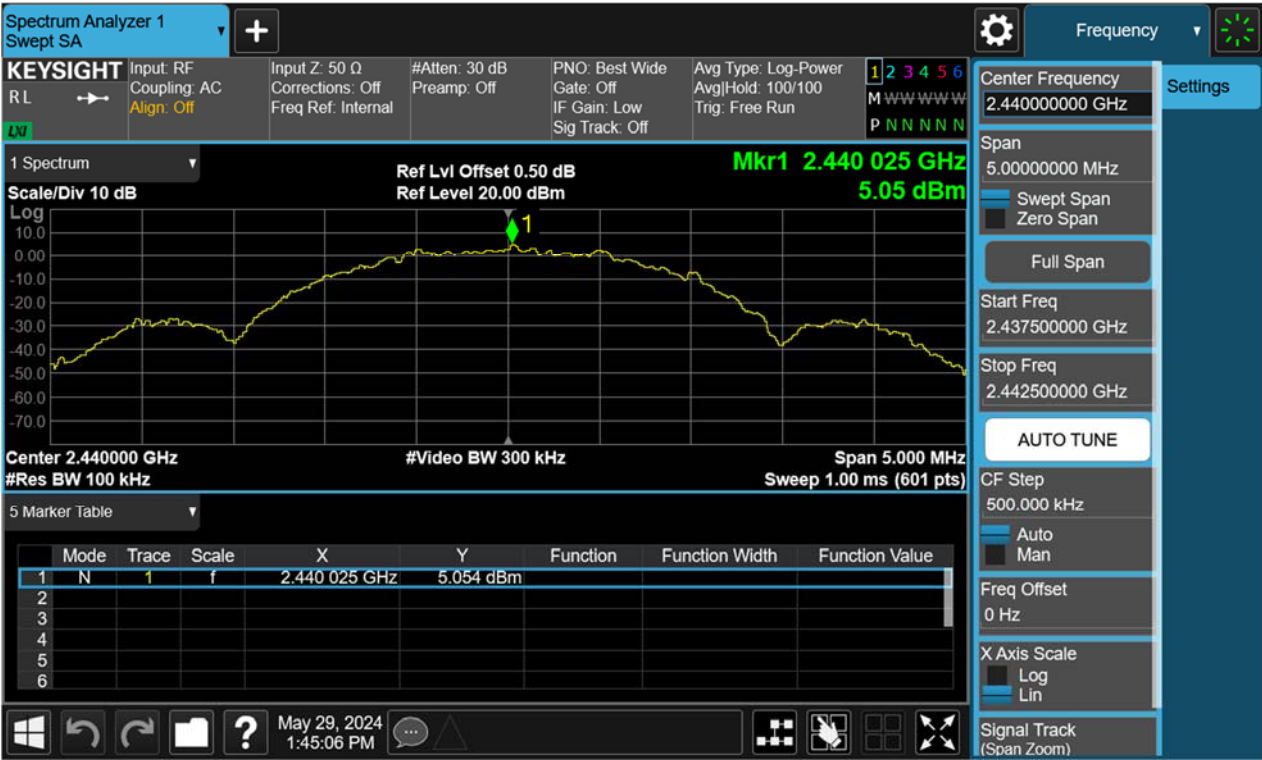 Spectrum Analyzer 1
Swept SA
Frequency
KEYSIGHT
R L
LXI
Input: RF
Coupling: AC
Align: Off
Input Z: 50 Ω
Corrections: Off
Freq Ref: Internal
#Atten: 30 dB
Preamp: Off
PNO: Best Wide
Gate: Off
IF Gain: Low
Sig Track: Off
Avg Type: Log-Power
Avg|Hold: 100/100
Trig: Free Run
1 2 3 4 5 6
M W W W W W
P N N N N N
1 Spectrum
Scale/Div 10 dB
Ref Lvl Offset 0.50 dB
Ref Level 20.00 dBm
Mkr1 2.440 025 GHz
5.05 dBm
Log
1
10.0
0.00
-10.0
-20.0
-30.0
-40.0
-50.0
-60.0
-70.0
Center 2.440000 GHz
#Res BW 100 kHz
#Video BW 300 kHz
Span 5.000 MHz
Sweep 1.00 ms (601 pts)
5 Marker Table
Mode Trace Scale X Y Function Function Width Function Value
1 N 1 f 2.440 025 GHz 5.054 dBm
2
3
4
5
6
?
May 29, 2024
1:45:06 PM
Center Frequency
2.440000000 GHz
Settings
Span
5.00000000 MHz
Swept Span
Zero Span
Full Span
Start Freq
2.437500000 GHz
Stop Freq
2.442500000 GHz
AUTO TUNE
CF Step
500.000 kHz
Auto
Man
Freq Offset
0 Hz
X Axis Scale
Log
Lin
Signal Track
(Span Zoom)